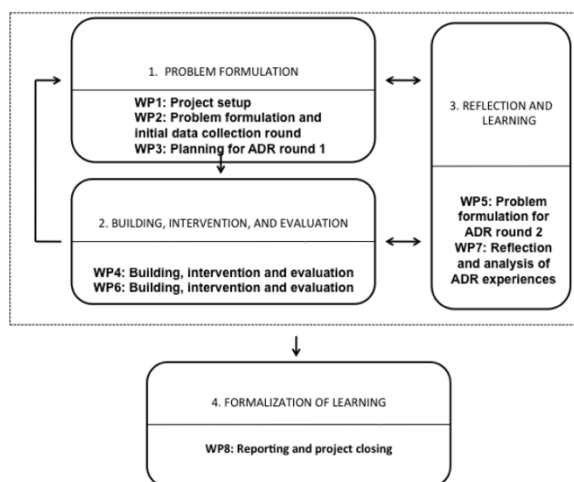 1. PROBLEM FORMULATION
WP1: Project setup
WP2: Problem formulation and
initial data collection round
WP3: Planning for ADR round 1
2. BUILDING, INTERVENTION, AND EVALUATION
WP4: Building, intervention and evaluation
WP6: Building, intervention and evaluation
3. REFLECTION AND
LEARNING
WP5: Problem
formulation for
ADR round 2
WP7: Reflection
and analysis of
ADR experiences
4. FORMALIZATION OF LEARNING
WP8: Reporting and project closing